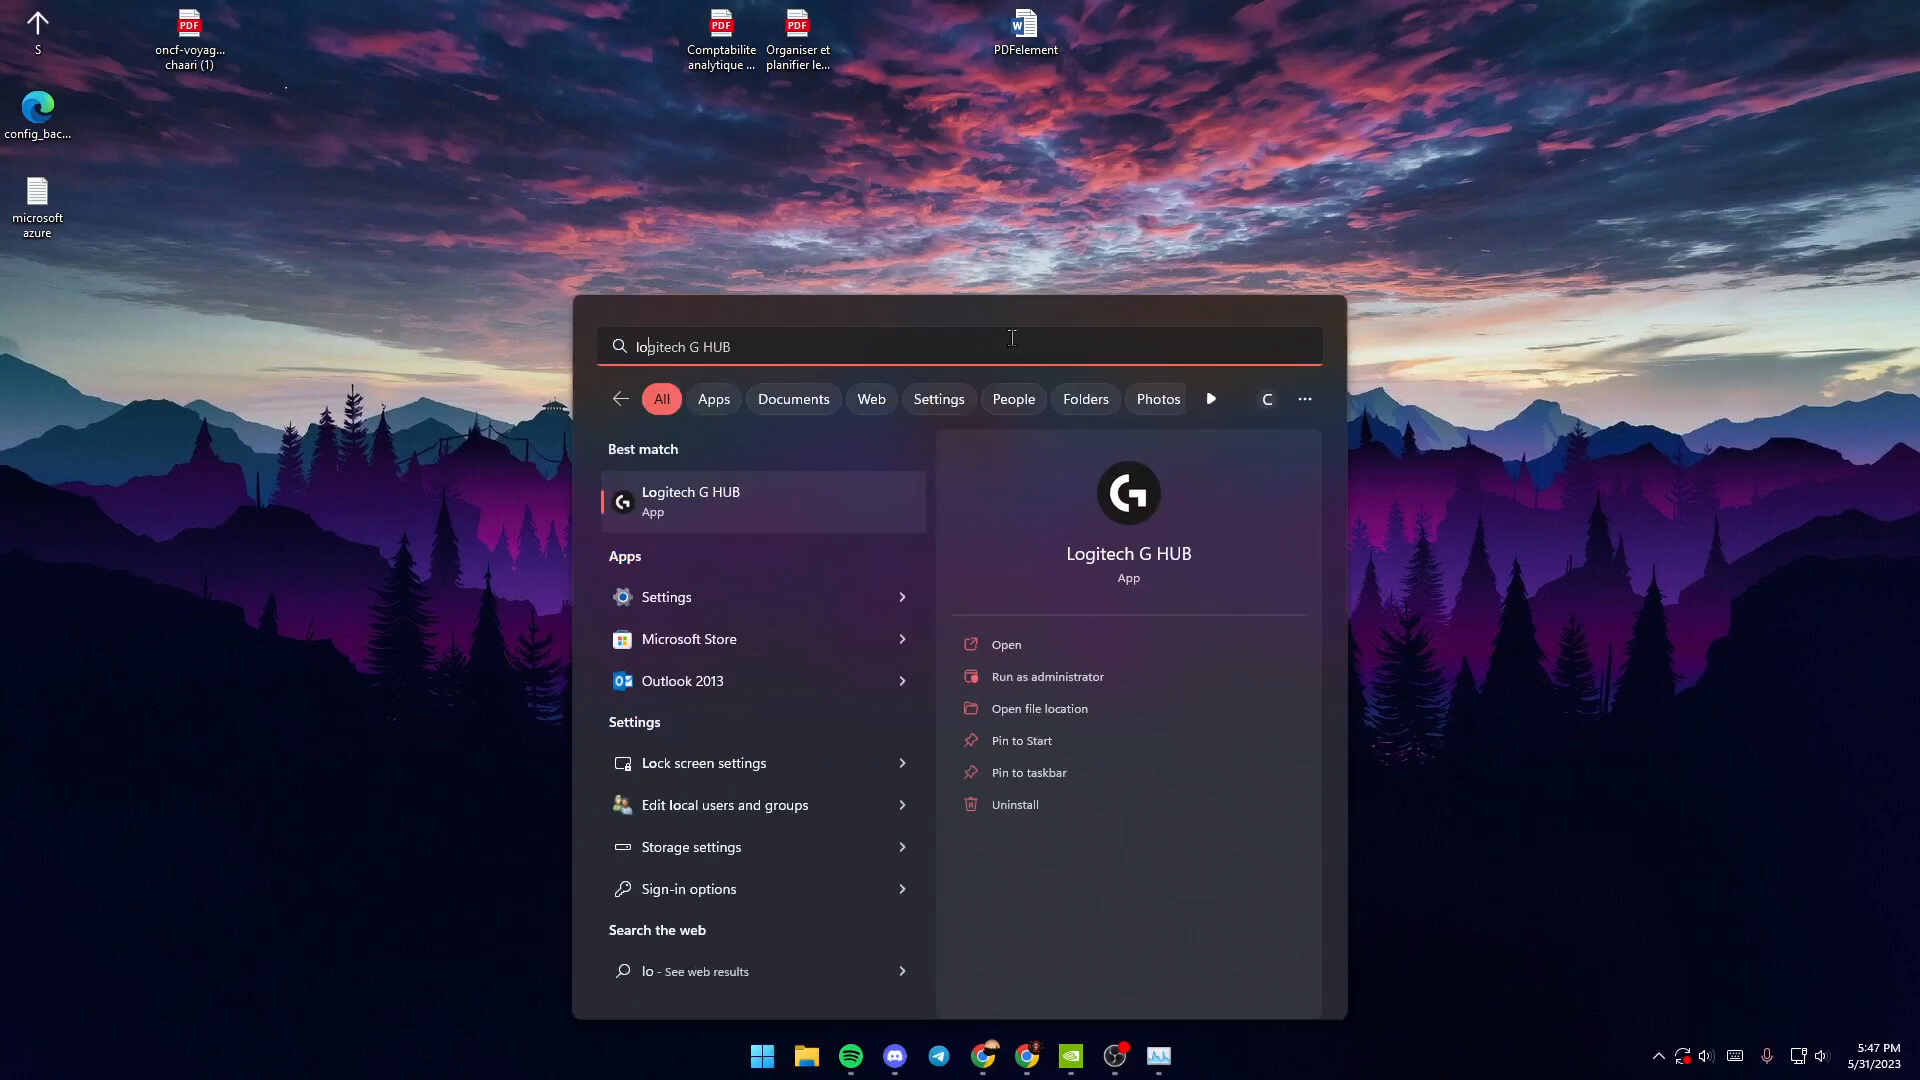 S
oncf-voyag...
chaari (1)
Comptabilite
analytique ...
Organiser et
planifier le...
PDFelement
config_bac...
microsoft
azure
logitech G HUB
All
Apps
Documents
Web
Settings
People
Folders
Photos
C
Best match
Logitech G HUB
App
Apps
Settings
Microsoft Store
Outlook 2013
Settings
Lock screen settings
Edit local users and groups
Storage settings
Sign-in options
Search the web
lo - See web results
Logitech G HUB
App
Open
Run as administrator
Open file location
Pin to Start
Pin to taskbar
Uninstall
5:47 PM
5/31/2023